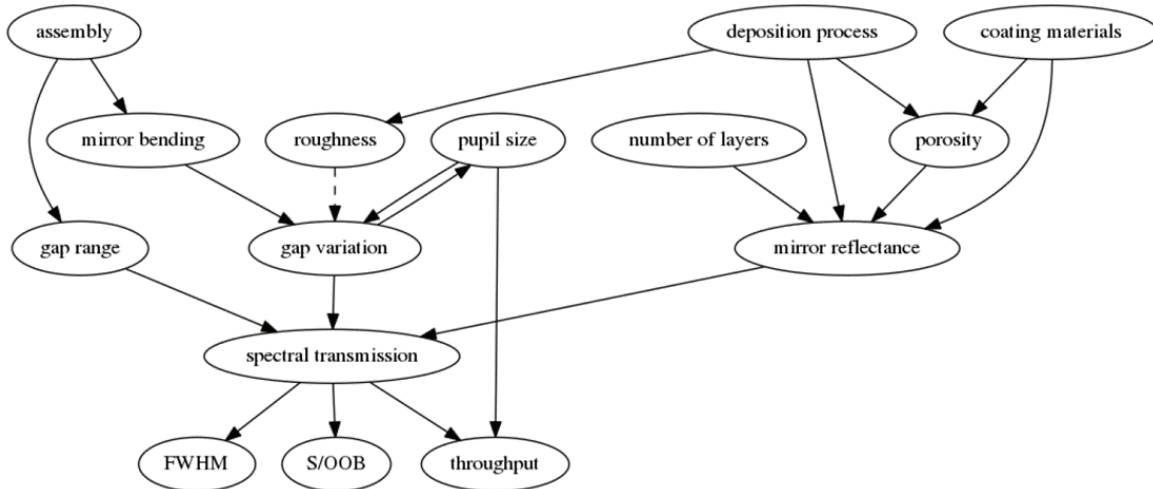 assembly
deposition process
coating materials
mirror bending
roughness
pupil size
number of layers
porosity
gap range
gap variation
mirror reflectance
spectral transmission
FWHM
S/OOB
throughput